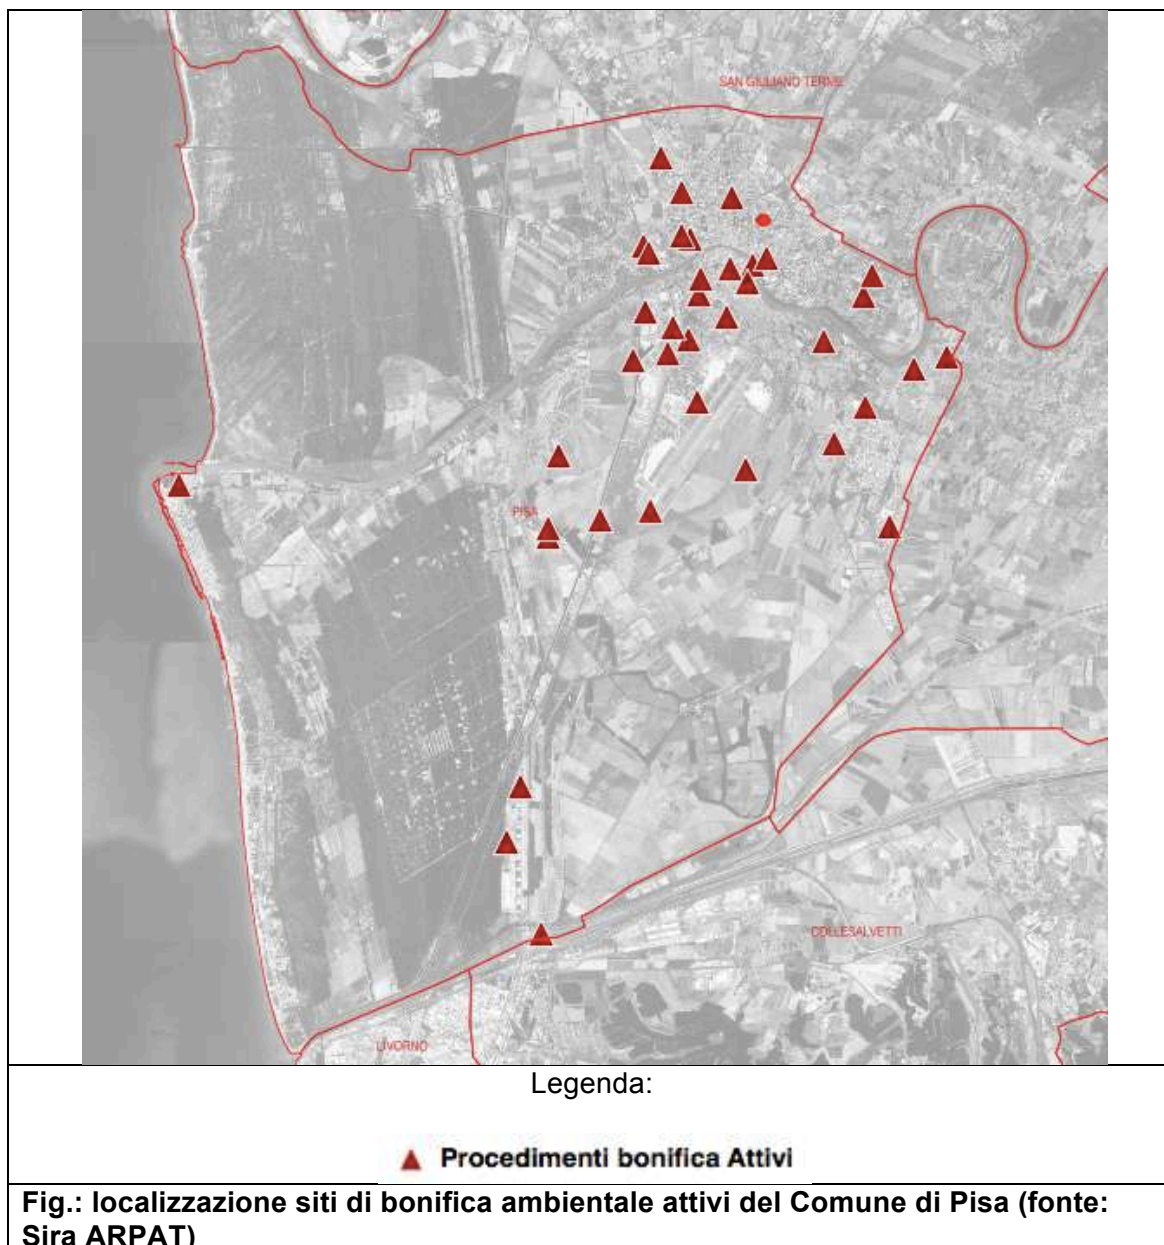 SAN GIULIANO TERME
PISA
COLLESALVETTI
LIVORNO
Legenda:
Procedimenti bonifica Attivi
Fig.: localizzazione siti di bonifica ambientale attivi del Comune di Pisa (fonte:
Sira ARPAT)